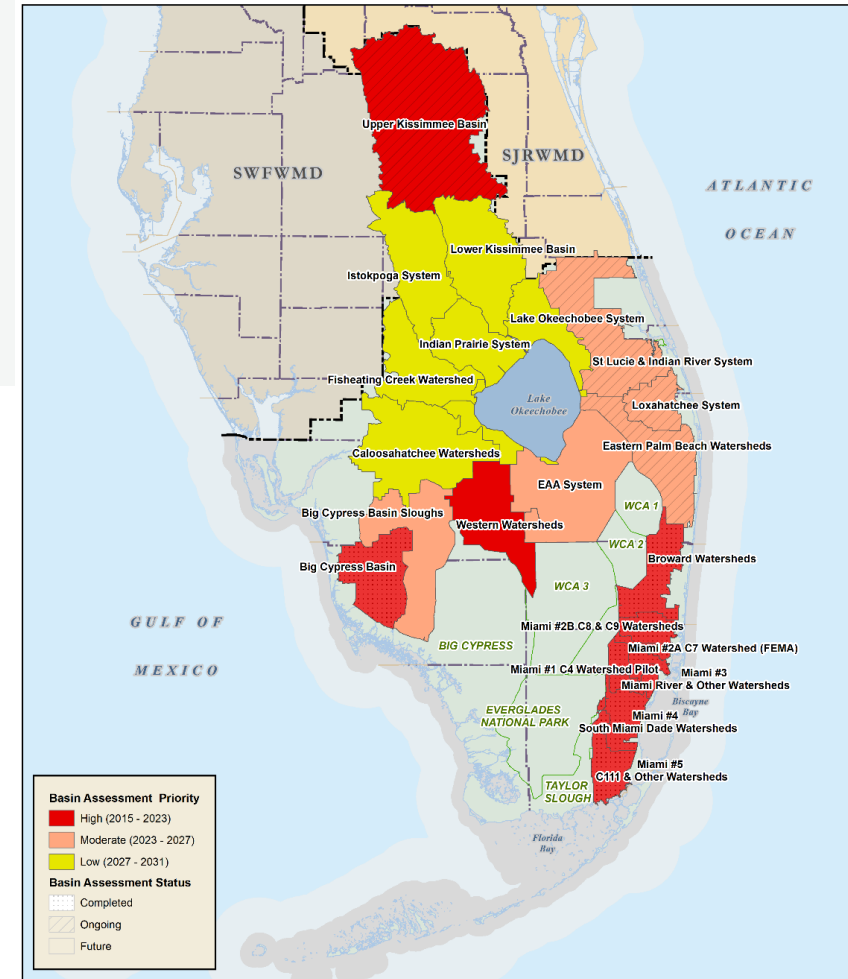 Upper Kissimmee Basin
SWFWMD
SJRWMD
ATLANTIC
OCEAN
Lower Kissimmee Basin
Istokpoga System
Lake Okeechobee System
Indian Prairie System
St Lucie & Indian River System
Fisheating Creek Watershed
Lake
Okeechobee
Loxahatchee System
Eastern Palm Beach Watersheds
Caloosahatchee Watersheds
EAA System
WCA 1
Big Cypress Basin Sloughs
Western Watersheds
WCA 2
Broward Watersheds
Big Cypress Basin
WCA 3
GULF OF
MEXICO
Miami #2B C8 & C9 Watersheds
BIG CYPRESS
Miami #2A C7 Watershed (FEMA)
Miami #1 C4 Watershed Pilot
Miami #3
Miami River & Other Watersheds
Biscayne
Bay
EVERGLADES
NATIONAL PARK
Miami #4
South Miami Dade Watersheds
Miami #5
C111 & Other Watersheds
TAYLOR
SLOUGH
Florida
Bay
Basin Assessment Priority
High (2015 - 2023)
Moderate (2023 - 2027)
Low (2027 - 2031)
Basin Assessment Status
Completed
Ongoing
Future